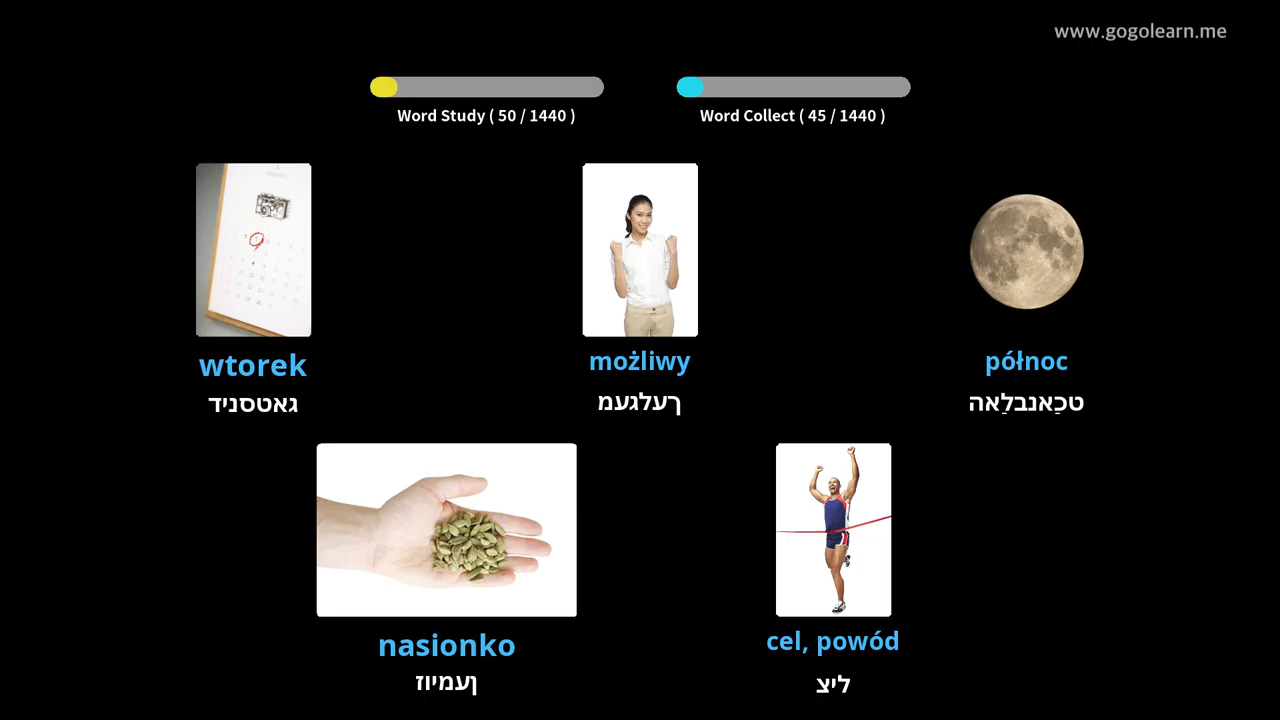 www.gogolearn.me
Word Study ( 50 / 1440 )
Word Collect ( 45 / 1440 )
wtorek
גאטסניד
możliwy
ךעלגעמ
północ
טכַאנבלַאה
nasionko
ןעמיוז
cel, powód
ליצ